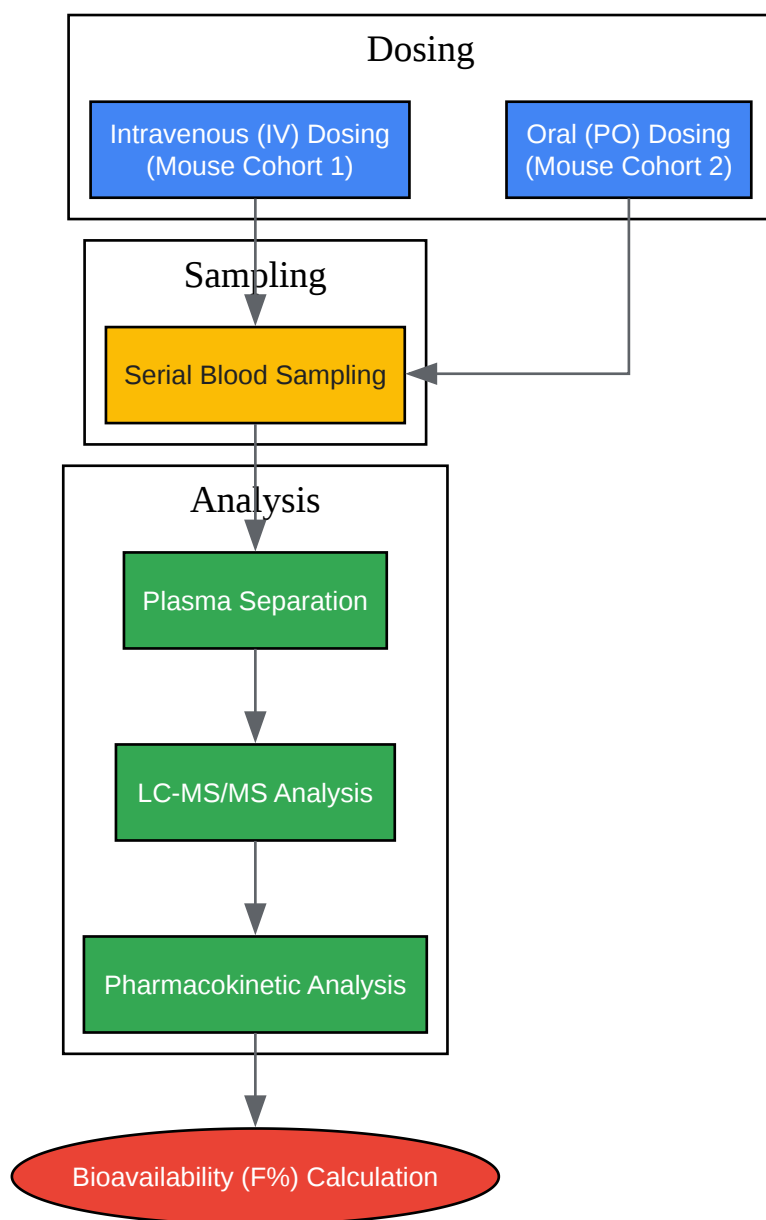 Dosing
Intravenous (IV) Dosing
(Mouse Cohort 1)
Oral (PO) Dosing
(Mouse Cohort 2)
Sampling
Serial Blood Sampling
Analysis
Plasma Separation
LC-MS/MS Analysis
Pharmacokinetic Analysis
Bioavailability (F%) Calculation